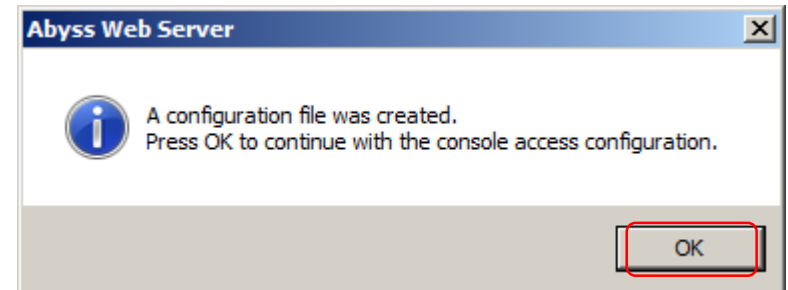 Abyss Web Server
A configuration file was created.
Press OK to continue with the console access configuration.
OK